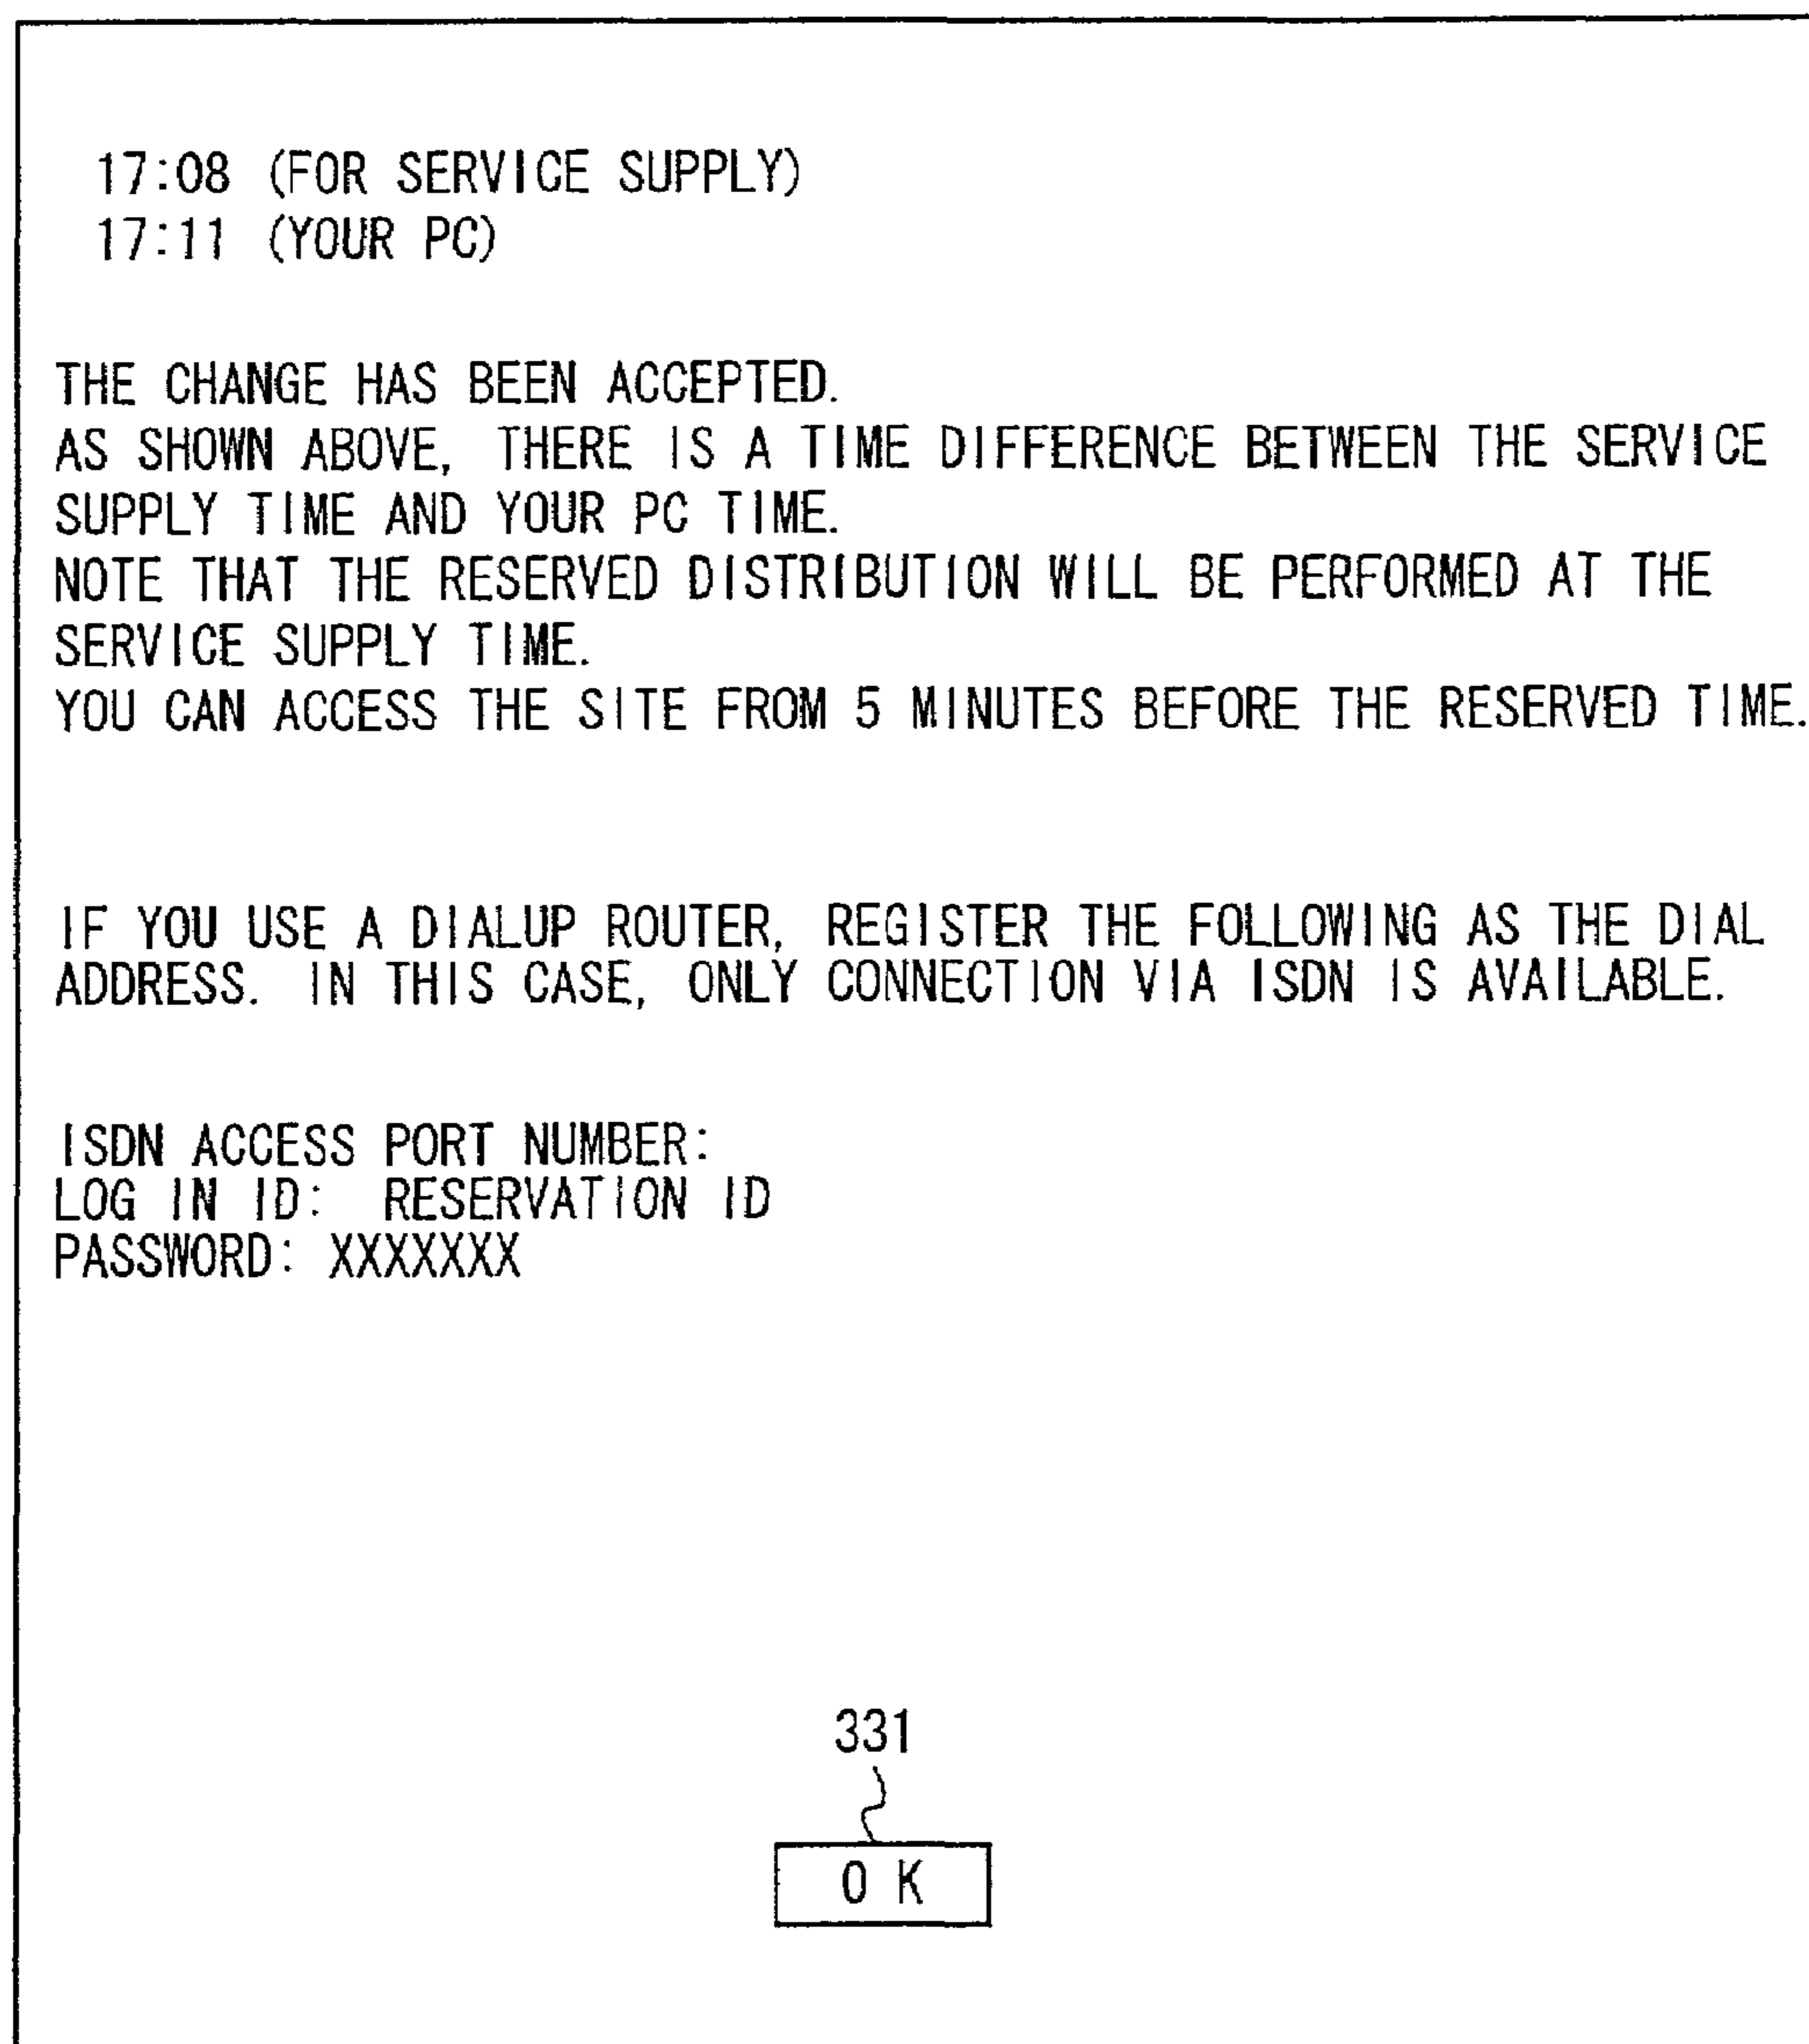 17:08 (FOR SERVICE SUPPLY)
17:11 (YOUR PC)
THE CHANGE HAS BEEN ACCEPTED.
AS SHOWN ABOVE, THERE IS A TIME DIFFERENCE BETWEEN THE SERVICE
SUPPLY TIME AND YOUR PC TIME.
NOTE THAT THE RESERVED DISTRIBUTION WILL BE PERFORMED AT THE
SERVICE SUPPLY TIME.
YOU CAN ACCESS THE SITE FROM 5 MINUTES BEFORE THE RESERVED TIME.
IF YOU USE A DIALUP ROUTER, REGISTER THE FOLLOWING AS THE DIAL
ADDRESS. IN THIS CASE, ONLY CONNECTION VIA ISDN IS AVAILABLE.
ISDN ACCESS PORT NUMBER:
LOG IN ID: RESERVATION ID
PASSWORD: XXXXXXX
331
OK